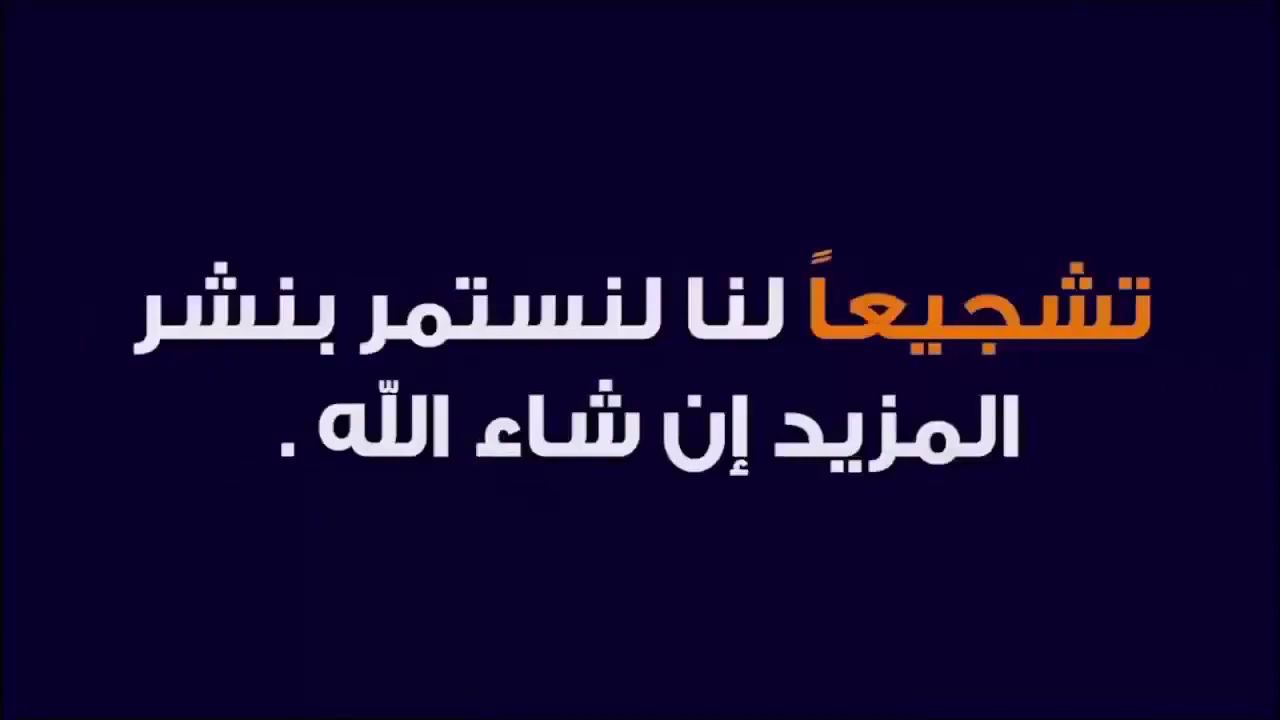 تشجيعاً لنا لنستمر بنشر
المزيد إن شاء اللّه .